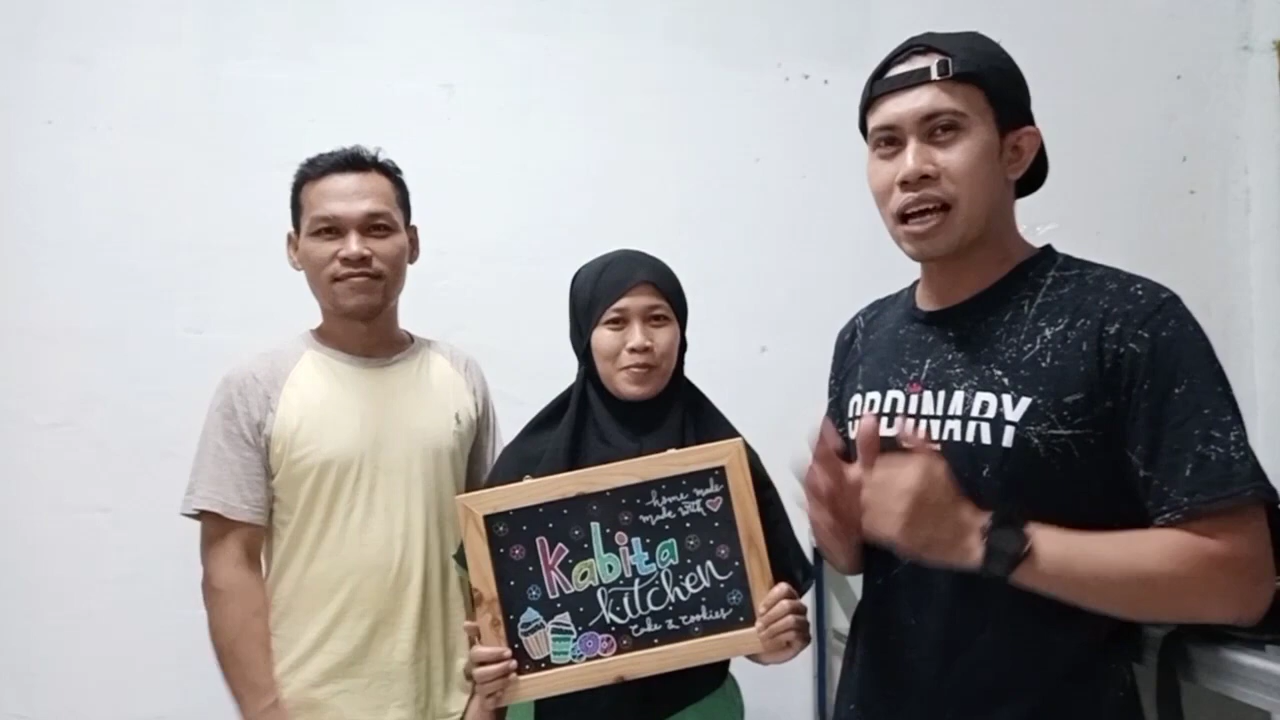 home made
made with
Kabita
kitchen
cake & cookies
ORDINARY